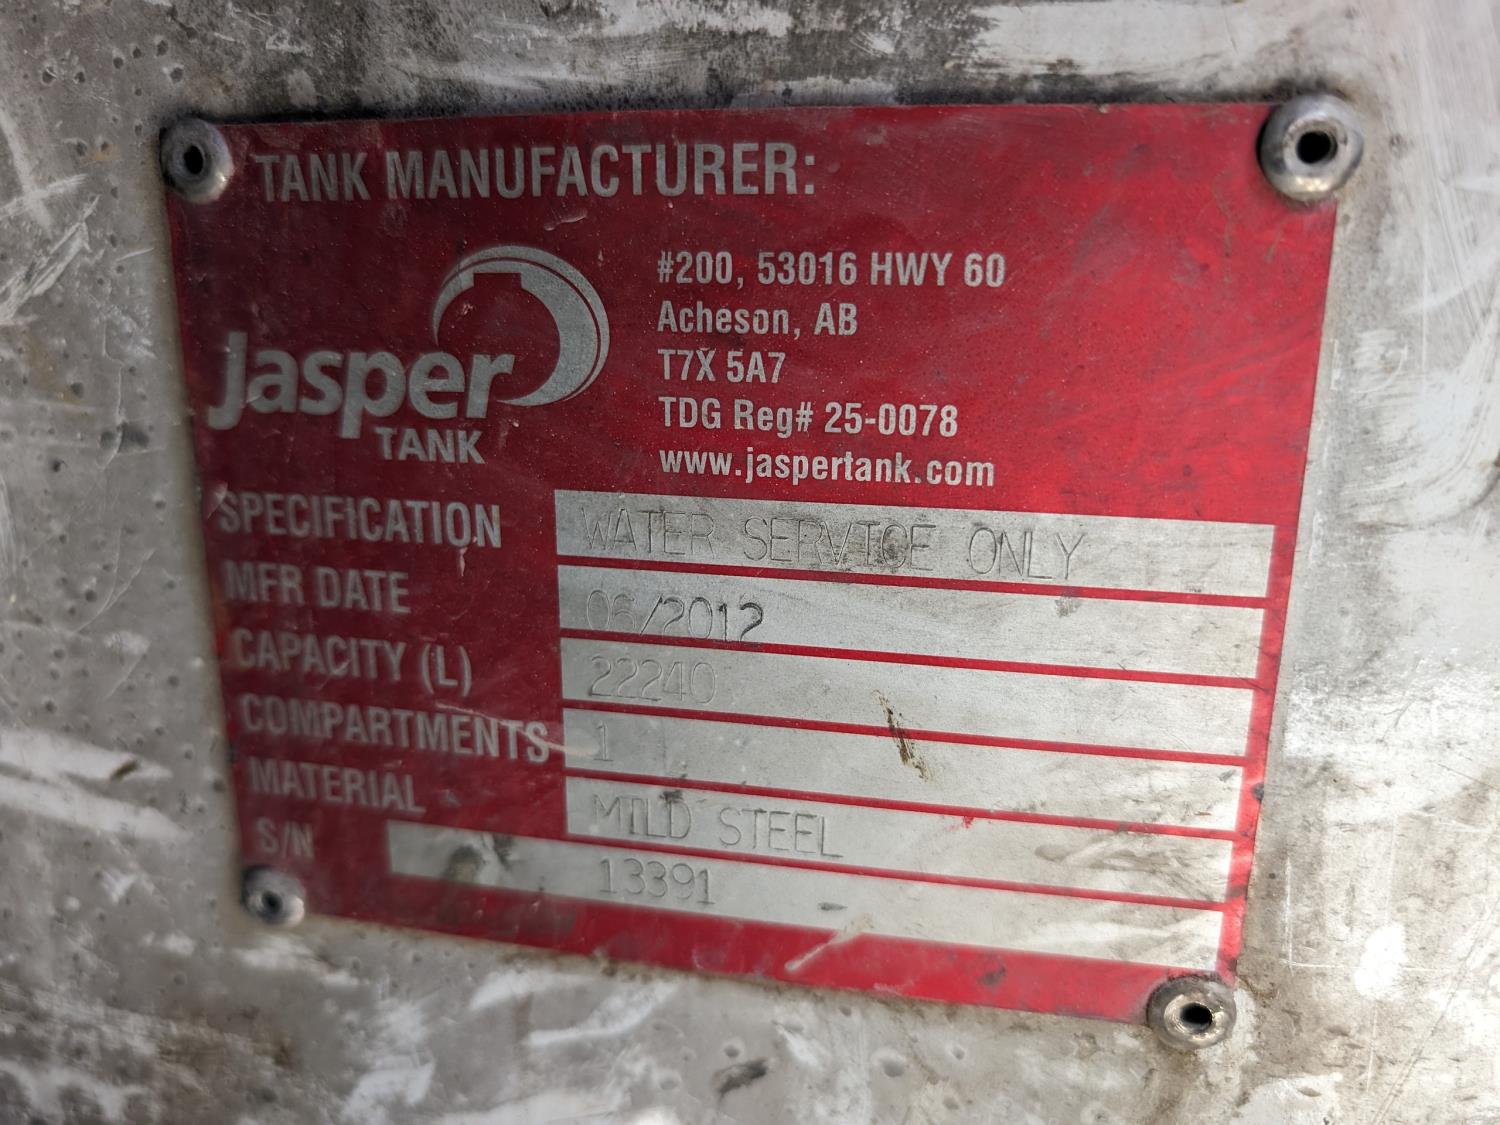 TANK MANUFACTURER:
Jasper
TANK
#200, 53016 HWY 60
Acheson, AB
T7X 5A7
TDG Reg# 25-0078
www.jaspertank.com
SPECIFICATION WATER SERVICE ONLY
MFR DATE 06/2012
CAPACITY (L) 22240
COMPARTMENTS 1
MATERIAL MILD STEEL
S/N 13391